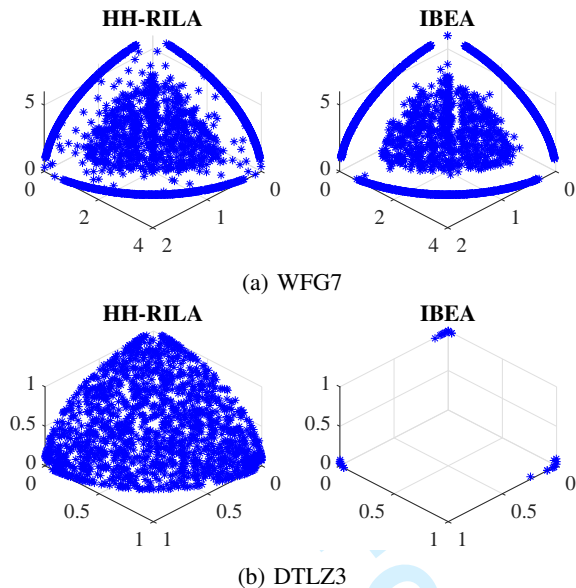 HH-RILA IBEA
5 5
0 0
0 0 0 0
2 1 2 1
4 2 4 2
(a) WFG7
HH-RILA IBEA
1 1
0.5 0.5
0 0
0 0 0 0
0.5 0.5 0.5 0.5
1 1 1 1
(b) DTLZ3